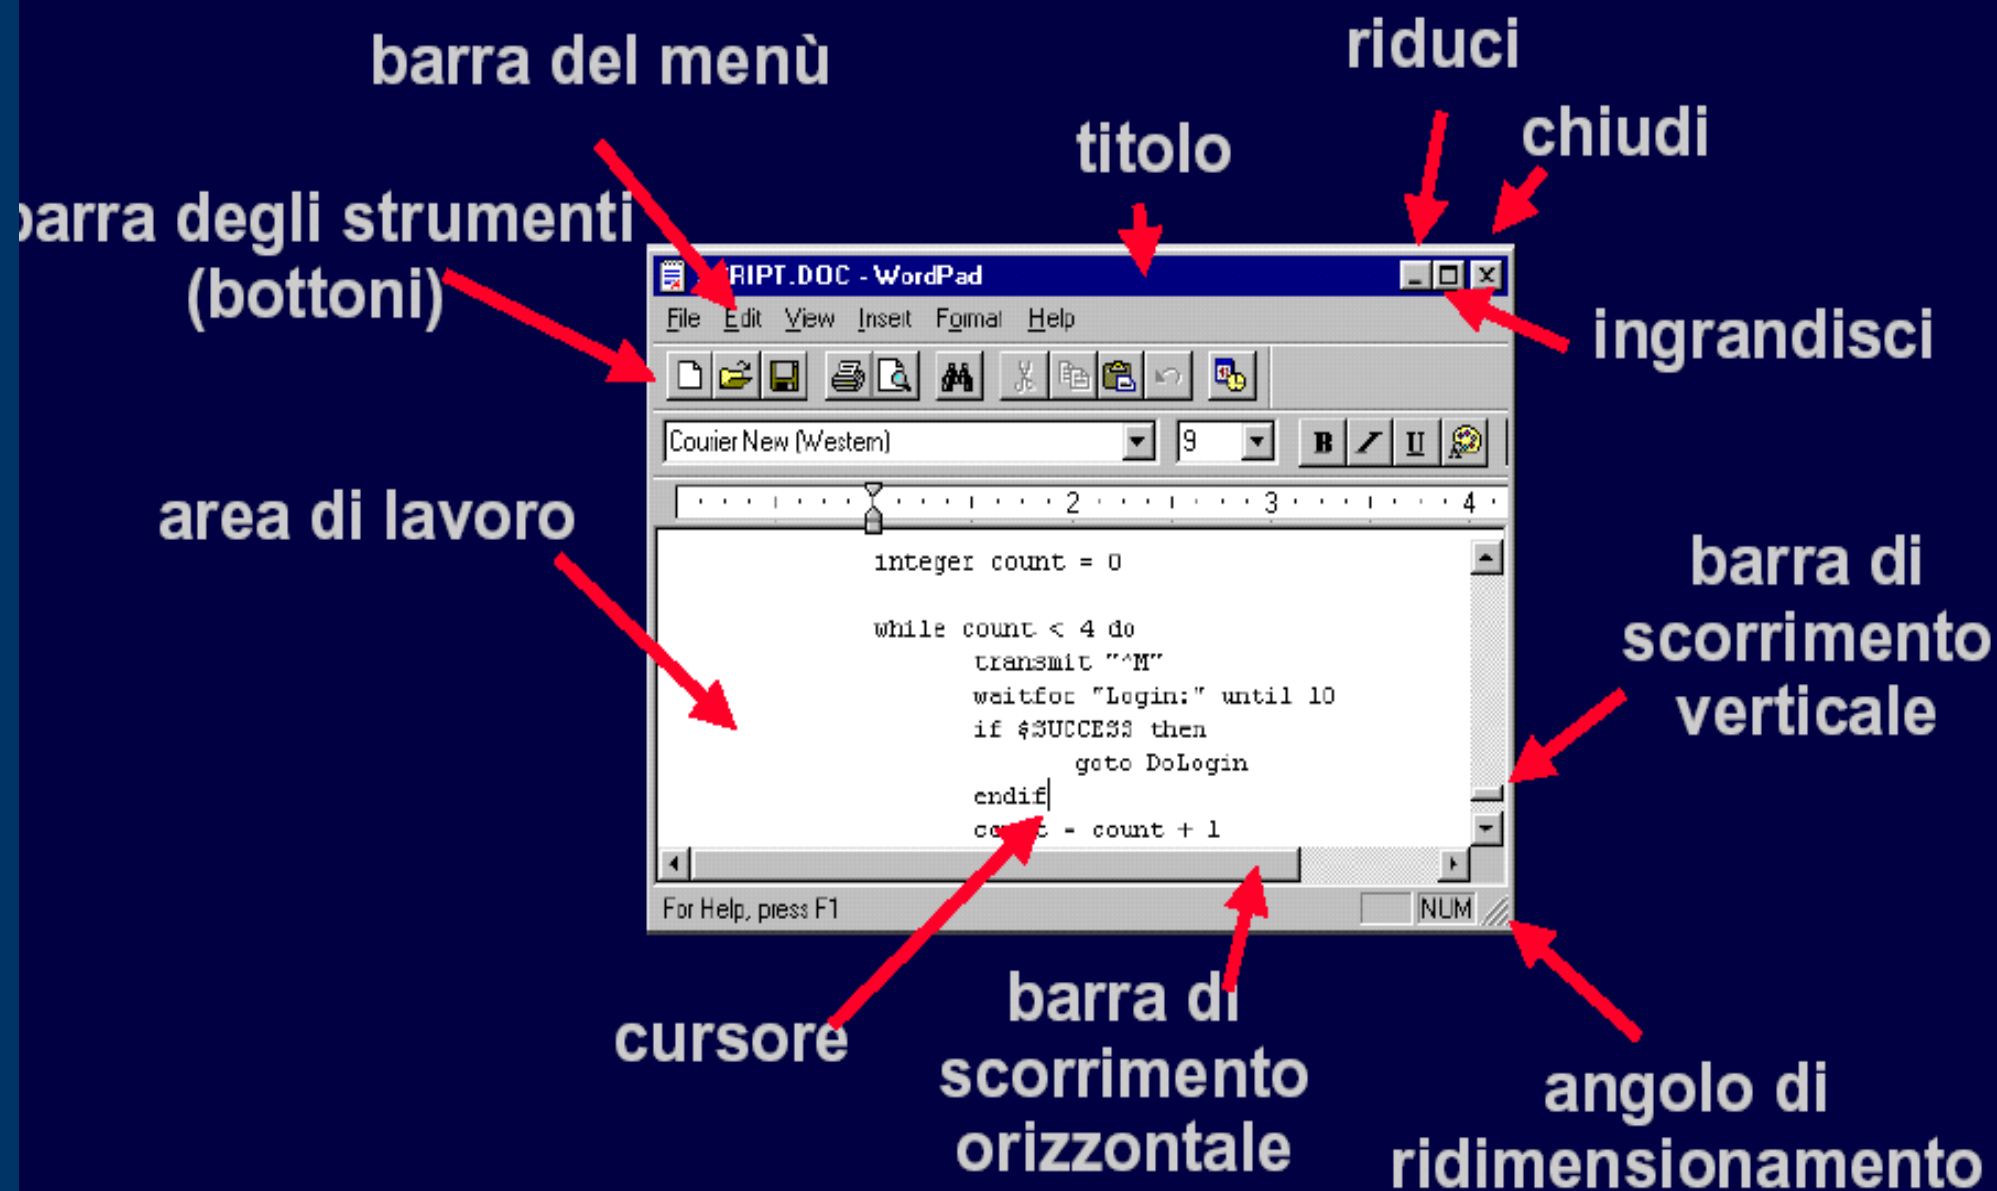 barra del menù
riduci
chiudi
titolo
barra degli strumenti
(bottoni)
RIPT.DOC - WordPad
ingrandisci
File Edit View Insert Format Help
Courier New (Western) 9 B I U
2 3 4
area di lavoro
integer count = 0
while count < 4 do
transmit "^M"
waitfor "Login:" until 10
if $SUCCESS then
goto DoLogin
endif
count = count + 1
barra di
scorrimento
verticale
For Help, press F1 NUM
cursore
barra di
scorrimento
orizzontale
angolo di
ridimensionamento